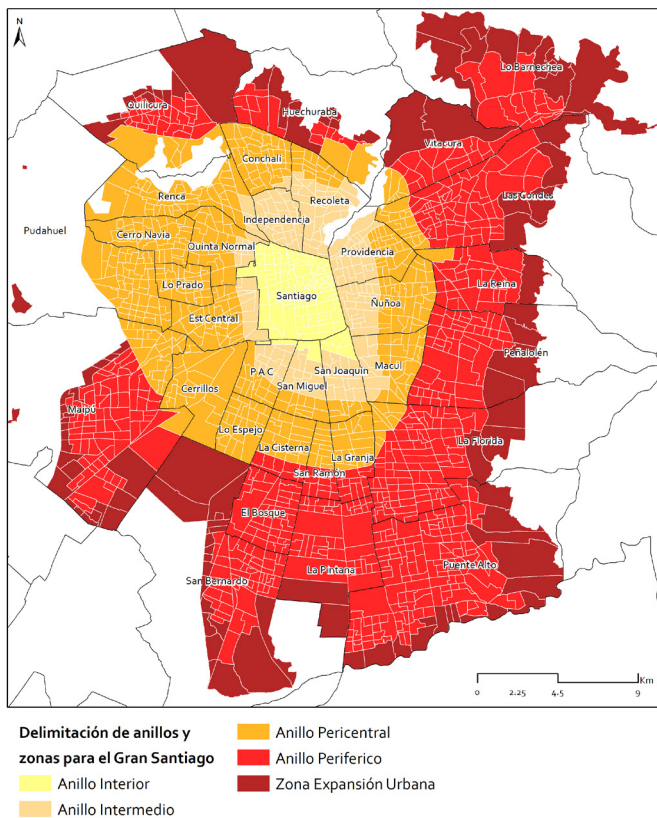 N
Lo Barnechea
Quilicura
Huechuraba
Vitacura
Conchalí
Las Condes
Renca
Recoleta
Independencia
Pudahuel
Cerro Navia
Quinta Normal
Providencia
Lo Prado
La Reina
Santiago
Ñuñoa
Est Central
Peñalolén
P A C
San Joaquín
Macul
San Miguel
Cerrillos
Maipú
Lo Espejo
La Florida
La Cisterna
La Granja
San Ramón
El Bosque
La Pintana
Puente Alto
San Bernardo
Km
0 2.25 4.5 9
Delimitación de anillos y
zonas para el Gran Santiago
Anillo Interior
Anillo Intermedio
Anillo Pericentral
Anillo Periferico
Zona Expansión Urbana